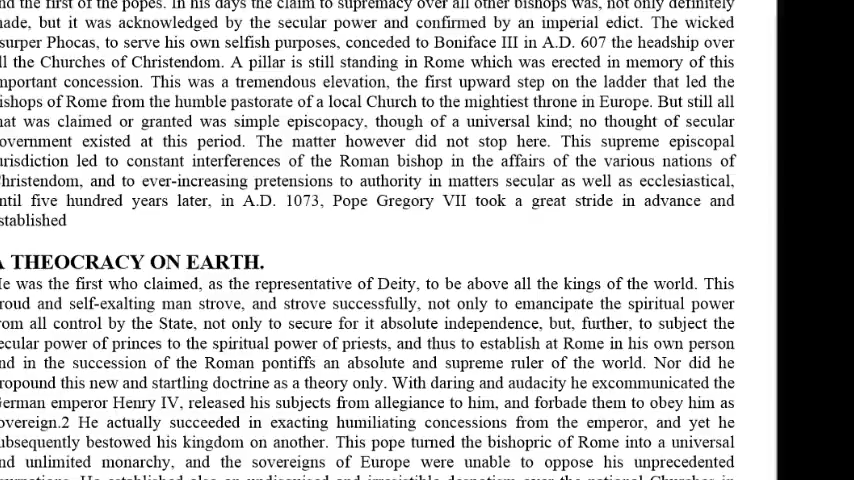 nd the first of the popes. In his days the claim to supremacy over all other bishops was, not only definitely
ade, but it was acknowledged by the secular power and confirmed by an imperial edict. The wicked
surper Phocas, to serve his own selfish purposes, conceded to Boniface III in A.D. 607 the headship over
ll the Churches of Christendom. A pillar is still standing in Rome which was erected in memory of this
mportant concession. This was a tremendous elevation, the first upward step on the ladder that led the
ishops of Rome from the humble pastorate of a local Church to the mightiest throne in Europe. But still all
hat was claimed or granted was simple episcopacy, though of a universal kind; no thought of secular
overnment existed at this period. The matter however did not stop here. This supreme episcopal
urisdiction led to constant interferences of the Roman bishop in the affairs of the various nations of
hristendom, and to ever-increasing pretensions to authority in matters secular as well as ecclesiastical,
ntil five hundred years later, in A.D. 1073, Pope Gregory VII took a great stride in advance and
stablished
A THEOCRACY ON EARTH.
He was the first who claimed, as the representative of Deity, to be above all the kings of the world. This
roud and self-exalting man strove, and strove successfully, not only to emancipate the spiritual power
rom all control by the State, not only to secure for it absolute independence, but, further, to subject the
ecular power of princes to the spiritual power of priests, and thus to establish at Rome in his own person
nd in the succession of the Roman pontiffs an absolute and supreme ruler of the world. Nor did he
ropound this new and startling doctrine as a theory only. With daring and audacity he excommunicated the
German emperor Henry IV, released his subjects from allegiance to him, and forbade them to obey him as
overeign.2 He actually succeeded in exacting humiliating concessions from the emperor, and yet he
ubsequently bestowed his kingdom on another. This pope turned the bishopric of Rome into a universal
nd unlimited monarchy, and the sovereigns of Europe were unable to oppose his unprecedented